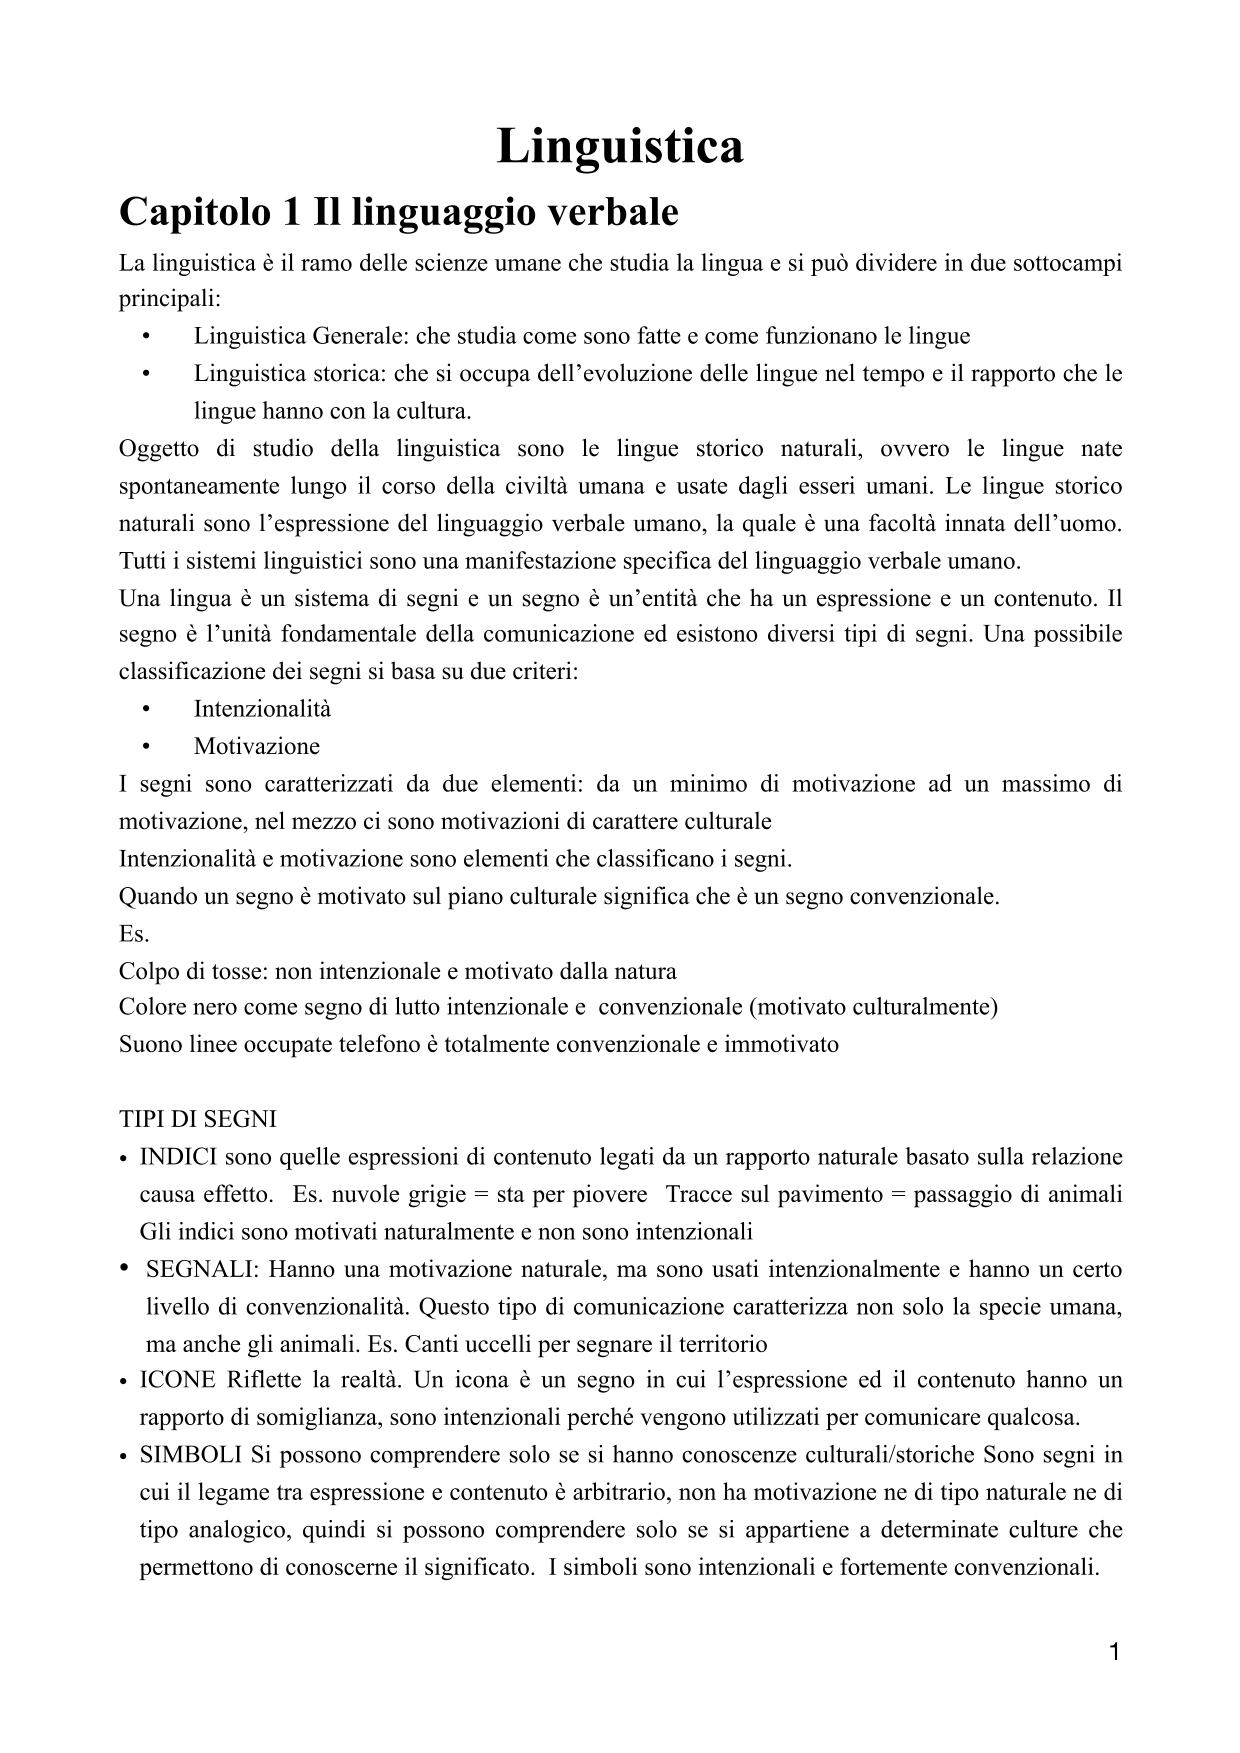 Linguistica
Capitolo 1 Il linguaggio verbale
La linguistica è il ramo delle scienze umane che studia la lingua e si può dividere in due sottocampi
principali:
• Linguistica Generale: che studia come sono fatte e come funzionano le lingue
• Linguistica storica: che si occupa dell’evoluzione delle lingue nel tempo e il rapporto che le
lingue hanno con la cultura.
Oggetto di studio della linguistica sono le lingue storico naturali, ovvero le lingue nate
spontaneamente lungo il corso della civiltà umana e usate dagli esseri umani. Le lingue storico
naturali sono l’espressione del linguaggio verbale umano, la quale è una facoltà innata dell’uomo.
Tutti i sistemi linguistici sono una manifestazione specifica del linguaggio verbale umano.
Una lingua è un sistema di segni e un segno è un’entità che ha un espressione e un contenuto. Il
segno è l’unità fondamentale della comunicazione ed esistono diversi tipi di segni. Una possibile
classificazione dei segni si basa su due criteri:
• Intenzionalità
• Motivazione
I segni sono caratterizzati da due elementi: da un minimo di motivazione ad un massimo di
motivazione, nel mezzo ci sono motivazioni di carattere culturale
Intenzionalità e motivazione sono elementi che classificano i segni.
Quando un segno è motivato sul piano culturale significa che è un segno convenzionale.
Es.
Colpo di tosse: non intenzionale e motivato dalla natura
Colore nero come segno di lutto intenzionale e  convenzionale (motivato culturalmente)
Suono linee occupate telefono è totalmente convenzionale e immotivato
TIPI DI SEGNI
• INDICI sono quelle espressioni di contenuto legati da un rapporto naturale basato sulla relazione
causa effetto.  Es. nuvole grigie = sta per piovere  Tracce sul pavimento = passaggio di animali
Gli indici sono motivati naturalmente e non sono intenzionali
• SEGNALI: Hanno una motivazione naturale, ma sono usati intenzionalmente e hanno un certo
livello di convenzionalità. Questo tipo di comunicazione caratterizza non solo la specie umana,
ma anche gli animali. Es. Canti uccelli per segnare il territorio
• ICONE Riflette la realtà. Un icona è un segno in cui l’espressione ed il contenuto hanno un
rapporto di somiglianza, sono intenzionali perché vengono utilizzati per comunicare qualcosa.
• SIMBOLI Si possono comprendere solo se si hanno conoscenze culturali/storiche Sono segni in
cui il legame tra espressione e contenuto è arbitrario, non ha motivazione ne di tipo naturale ne di
tipo analogico, quindi si possono comprendere solo se si appartiene a determinate culture che
permettono di conoscerne il significato.  I simboli sono intenzionali e fortemente convenzionali.
1